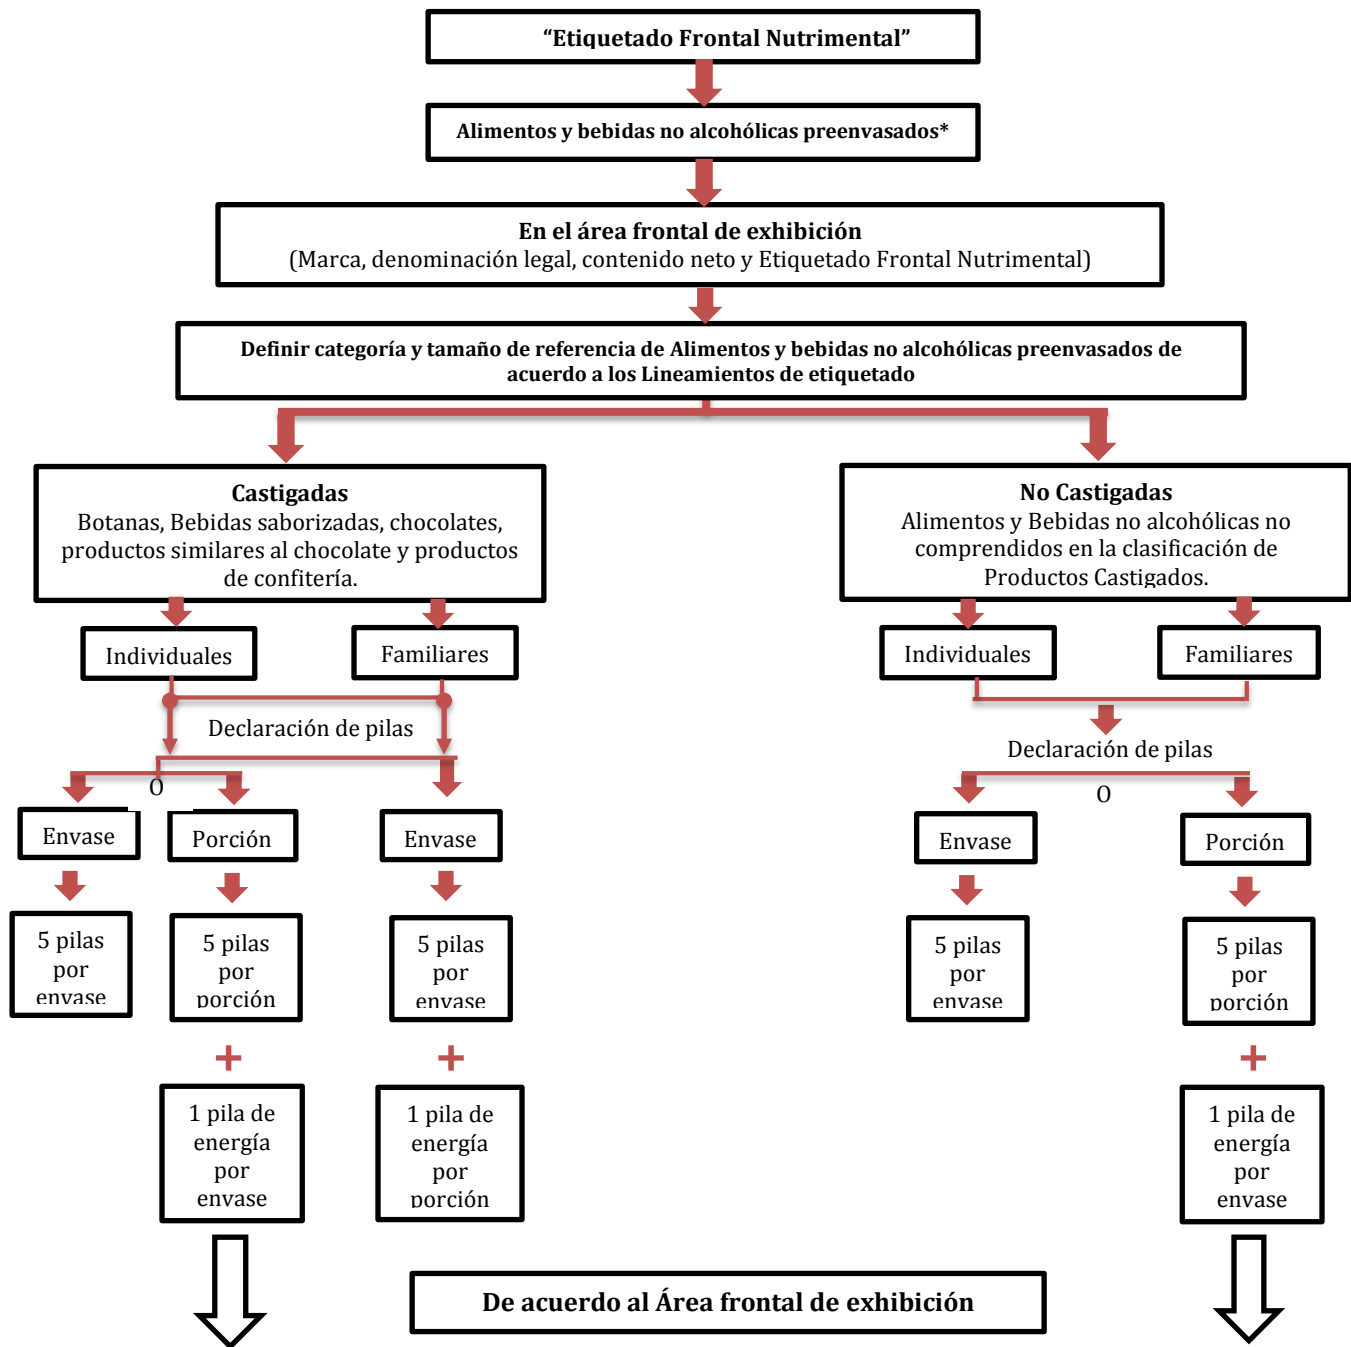 “Etiquetado Frontal Nutrimental”
Alimentos y bebidas no alcohólicas preenvasados*
En el área frontal de exhibición
(Marca, denominación legal, contenido neto y Etiquetado Frontal Nutrimental)
Definir categoría y tamaño de referencia de Alimentos y bebidas no alcohólicas preenvasados de
acuerdo a los Lineamientos de etiquetado
Castigadas
Botanas, Bebidas saborizadas, chocolates,
productos similares al chocolate y productos
de confitería.
No Castigadas
Alimentos y Bebidas no alcohólicas no
comprendidos en la clasificación de
Productos Castigados.
Individuales
Familiares
Individuales
Familiares
Declaración de pilas
Declaración de pilas
O
O
Envase
Porción
Envase
Envase
Porción
5 pilas
por
envase
5 pilas
por
porción
5 pilas
por
envase
5 pilas
por
envase
5 pilas
por
porción
+
+
+
1 pila de
energía
por
envase
1 pila de
energía
por
porción
1 pila de
energía
por
envase
De acuerdo al Área frontal de exhibición